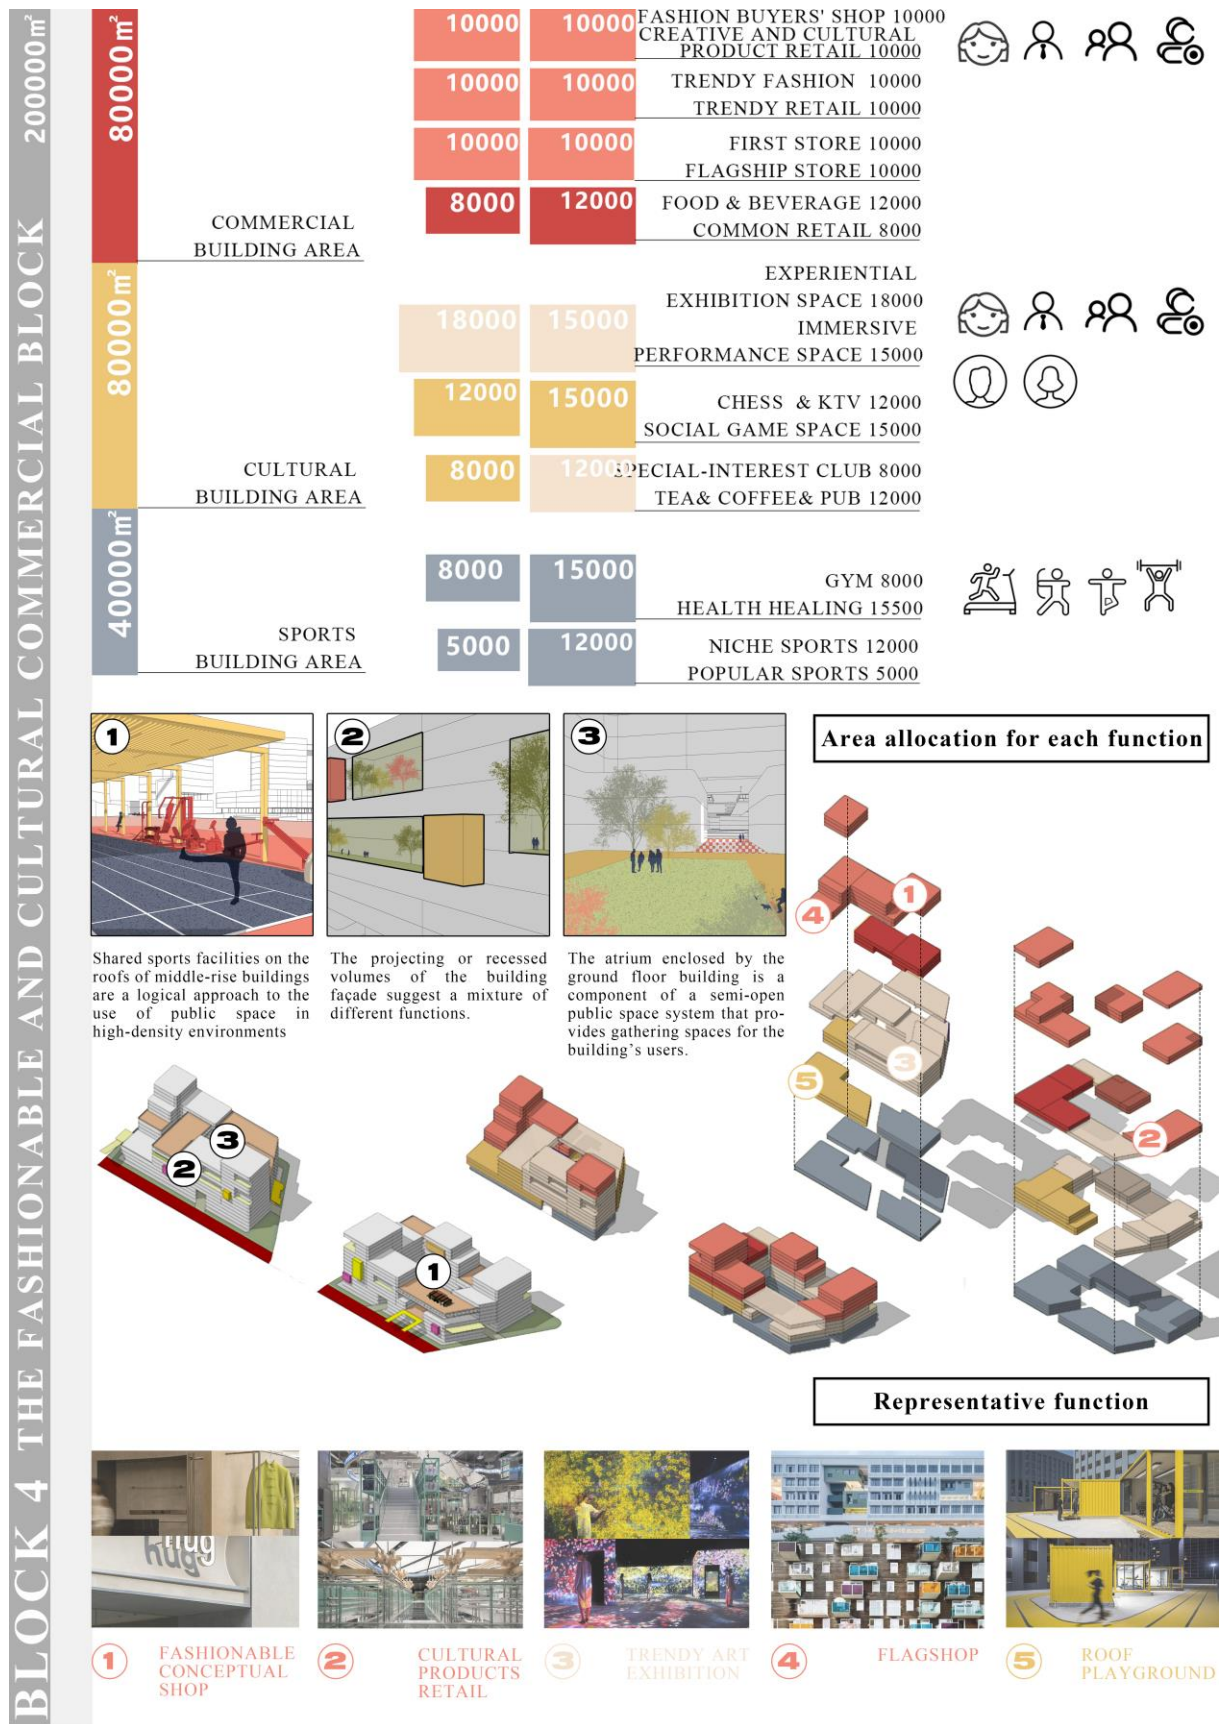 BLOCK 4 THE FASHIONABLE AND CULTURAL COMMERCIAL BLOCK 200000m²
80000m²
COMMERCIAL
BUILDING AREA
10000 10000
FASHION BUYERS' SHOP 10000
CREATIVE AND CULTURAL
PRODUCT RETAIL 10000
10000 10000
TRENDY FASHION 10000
TRENDY RETAIL 10000
10000 10000
FIRST STORE 10000
FLAGSHIP STORE 10000
8000 12000
FOOD & BEVERAGE 12000
COMMON RETAIL 8000
80000m²
CULTURAL
BUILDING AREA
18000 15000
EXPERIENTIAL
EXHIBITION SPACE 18000
IMMERSIVE
PERFORMANCE SPACE 15000
12000 15000
CHESS & KTV 12000
SOCIAL GAME SPACE 15000
8000 12000
SPECIAL-INTEREST CLUB 8000
TEA& COFFEE& PUB 12000
40000m²
SPORTS
BUILDING AREA
8000 15000
GYM 8000
HEALTH HEALING 15500
5000 12000
NICHE SPORTS 12000
POPULAR SPORTS 5000
1
Shared sports facilities on the
roofs of middle-rise buildings
are a logical approach to the
use of public space in
high-density environments
2
The projecting or recessed
volumes of the building
façade suggest a mixture of
different functions.
3
The atrium enclosed by the
ground floor building is a
component of a semi-open
public space system that pro-
vides gathering spaces for the
building's users.
Area allocation for each function
1
4
3
5
2
3
2
1
Representative function
Hug
Hug
1 FASHIONABLE
CONCEPTUAL
SHOP
2 CULTURAL
PRODUCTS
RETAIL
3 TRENDY ART
EXHIBITION
4 FLAGSHOP
5 ROOF
PLAYGROUND